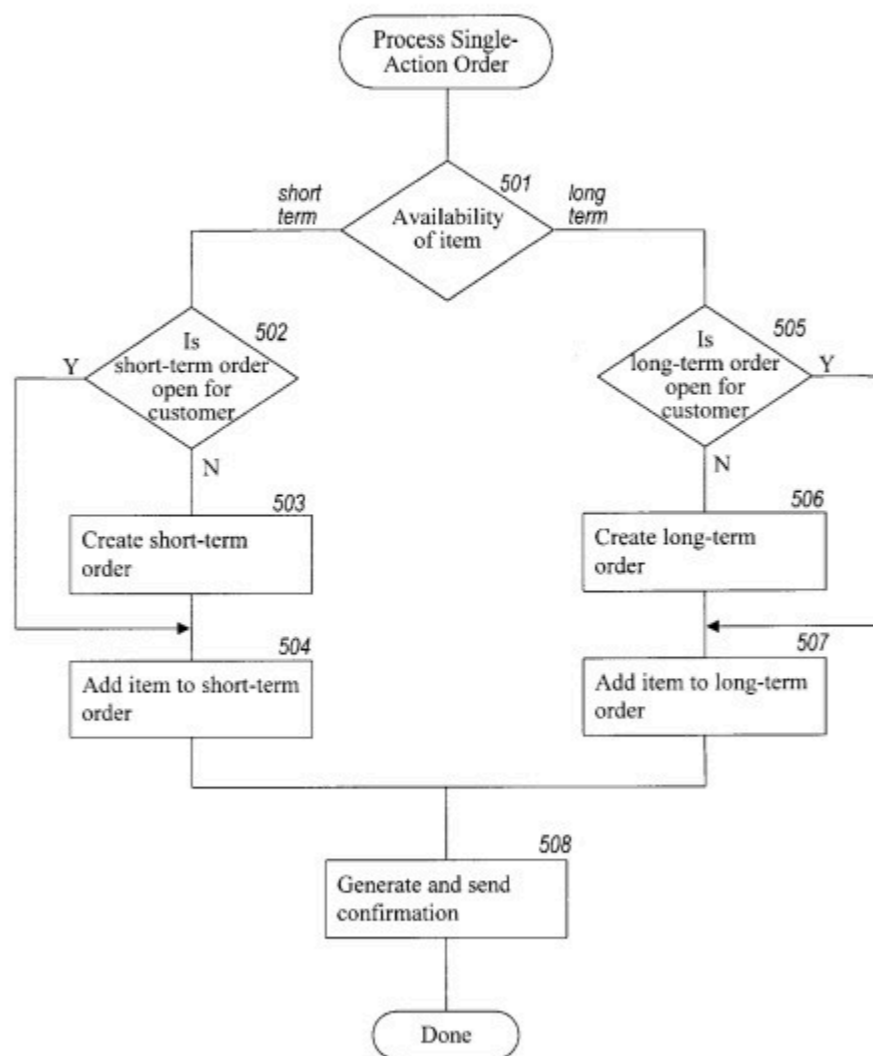 Process Single-
Action Order
501
short
term
long
term
Availability
of item
502
Is
short-term order
open for
customer
Y
N
505
Is
long-term order
open for
customer
Y
N
503
Create short-term
order
506
Create long-term
order
504
Add item to short-term
order
507
Add item to long-term
order
508
Generate and send
confirmation
Done